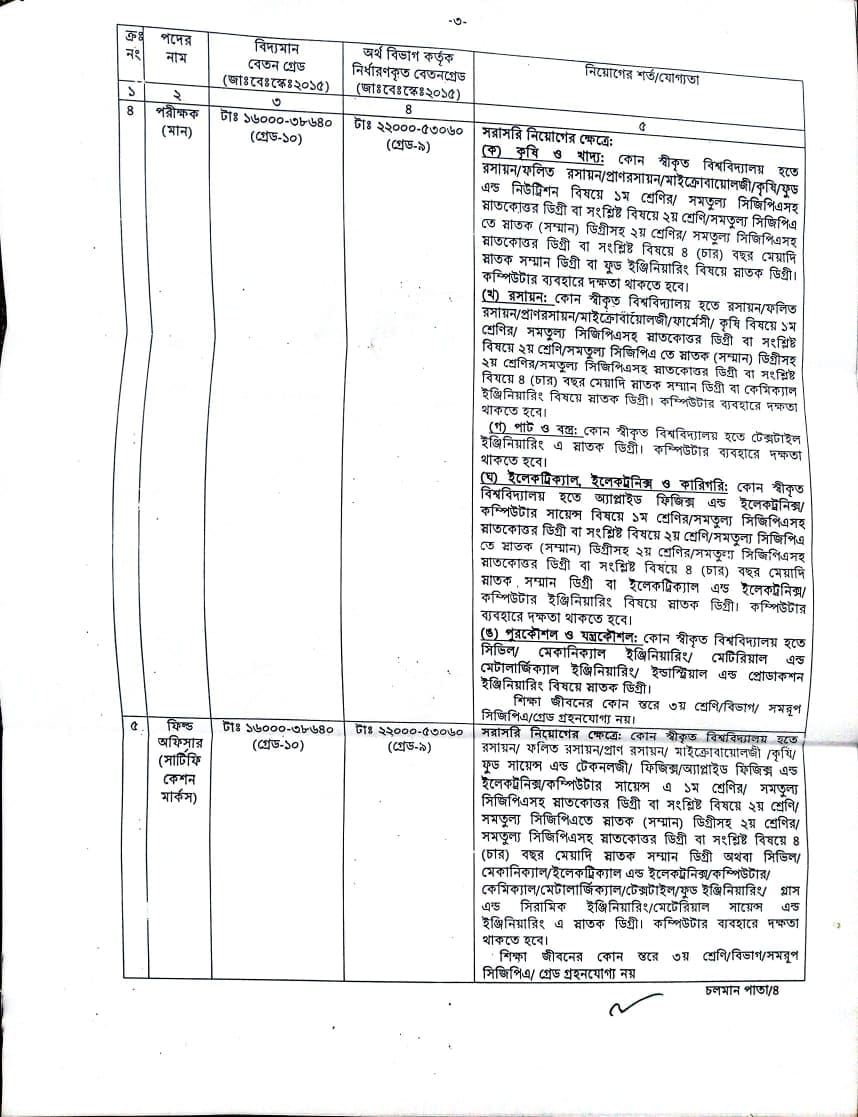 -৩-
ক্রঃ নং
পদের নাম
বিদ্যমান বেতন গ্রেড (জাঃবেঃস্কেঃ২০১৫)
অর্থ বিভাগ কর্তৃক নির্ধারণকৃত বেতনগ্রেড (জাঃবেঃস্কেঃ২০১৫)
নিয়োগের শর্ত/যোগ্যতা
১
২
৩
৪
৫
৪
পরীক্ষক
(মান)
টাঃ ১৬০০০-৩৮৬৪০
(গ্রেড-১০)
টাঃ ২২০০০-৫৩০৬০
(গ্রেড-৯)
সরাসরি নিয়োগের ক্ষেত্রে:
(ক) কৃষি ও খাদ্য: কোন স্বীকৃত বিশ্ববিদ্যালয় হতে
রসায়ন/ফলিত রসায়ন/প্রাণরসায়ন/মাইক্রোবায়োলজী/কৃষি/ফুড
এন্ড নিউট্রিশন বিষয়ে ১ম শ্রেণির/ সমতুল্য সিজিপিএসহ
স্নাতকোত্তর ডিগ্রী বা সংশ্লিষ্ট বিষয়ে ২য় শ্রেণি/সমতুল্য সিজিপিএ
তে স্নাতক (সম্মান) ডিগ্রীসহ ২য় শ্রেণির/ সমতুল্য সিজিপিএসহ
স্নাতকোত্তর ডিগ্রী বা সংশ্লিষ্ট বিষয়ে ৪ (চার) বছর মেয়াদি
স্নাতক সম্মান ডিগ্রী বা ফুড ইঞ্জিনিয়ারিং বিষয়ে স্নাতক ডিগ্রী।
কম্পিউটার ব্যবহারে দক্ষতা থাকতে হবে।
(খ) রসায়ন: কোন স্বীকৃত বিশ্ববিদ্যালয় হতে রসায়ন/ফলিত
রসায়ন/প্রাণরসায়ন/মাইক্রোবায়োলজী/ফার্মেসী/ কৃষি বিষয়ে ১ম
শ্রেণির/ সমতুল্য সিজিপিএসহ স্নাতকোত্তর ডিগ্রী বা সংশ্লিষ্ট
বিষয়ে ২য় শ্রেণি/সমতুল্য সিজিপিএ তে স্নাতক (সম্মান) ডিগ্রীসহ
২য় শ্রেণির/সমতুল্য সিজিপিএসহ স্নাতকোত্তর ডিগ্রী বা সংশ্লিষ্ট
বিষয়ে ৪ (চার) বছর মেয়াদি স্নাতক সম্মান ডিগ্রী বা কেমিক্যাল
ইঞ্জিনিয়ারিং বিষয়ে স্নাতক ডিগ্রী। কম্পিউটার ব্যবহারে দক্ষতা
থাকতে হবে।
(গ) পাট ও বস্ত্র: কোন স্বীকৃত বিশ্ববিদ্যালয় হতে টেক্সটাইল
ইঞ্জিনিয়ারিং এ স্নাতক ডিগ্রী। কম্পিউটার ব্যবহারে দক্ষতা
থাকতে হবে।
(ঘ) ইলেকট্রিক্যাল, ইলেকট্রনিক্স ও কারিগরি: কোন স্বীকৃত
বিশ্ববিদ্যালয় হতে অ্যাপ্লাইড ফিজিক্স এন্ড ইলেকট্রনিক্স/
কম্পিউটার সায়েন্স বিষয়ে ১ম শ্রেণির/সমতুল্য সিজিপিএসহ
স্নাতকোত্তর ডিগ্রী বা সংশ্লিষ্ট বিষয়ে ২য় শ্রেণি/সমতুল্য সিজিপিএ
তে স্নাতক (সম্মান) ডিগ্রীসহ ২য় শ্রেণির/সমতুল্য সিজিপিএসহ
স্নাতকোত্তর ডিগ্রী বা সংশ্লিষ্ট বিষয়ে ৪ (চার) বছর মেয়াদি
স্নাতক সম্মান ডিগ্রী বা ইলেকট্রিক্যাল এন্ড ইলেকট্রনিক্স/
কম্পিউটার ইঞ্জিনিয়ারিং বিষয়ে স্নাতক ডিগ্রী। কম্পিউটার
ব্যবহারে দক্ষতা থাকতে হবে।
(ঙ) পুরকৌশল ও যন্ত্রকৌশল: কোন স্বীকৃত বিশ্ববিদ্যালয় হতে
সিভিল/ মেকানিক্যাল ইঞ্জিনিয়ারিং/ মেটিরিয়াল এন্ড
মেটালার্জিক্যাল ইঞ্জিনিয়ারিং/ ইন্ডাস্ট্রিয়াল এন্ড প্রোডাকশন
ইঞ্জিনিয়ারিং বিষয়ে স্নাতক ডিগ্রী।
শিক্ষা জীবনের কোন স্তরে ৩য় শ্রেণি/বিভাগ/ সমরূপ
সিজিপিএ/গ্রেড গ্রহনযোগ্য নয়।
৫
ফিল্ড
অফিসার
(সার্টিফি
কেশন
মার্কস)
টাঃ ১৬০০০-৩৮৬৪০
(গ্রেড-১০)
টাঃ ২২০০০-৫৩০৬০
(গ্রেড-৯)
সরাসরি নিয়োগের ক্ষেত্রে: কোন স্বীকৃত বিশ্ববিদ্যালয় হতে
রসায়ন/ ফলিত রসায়ন/প্রাণ রসায়ন/ মাইক্রোবায়োলজী /কৃষি/
ফুড সায়েন্স এন্ড টেকনলজী/ ফিজিক্স/অ্যাপ্লাইড ফিজিক্স এন্ড
ইলেকট্রনিক্স/কম্পিউটার সায়েন্স এ ১ম শ্রেণির/ সমতুল্য
সিজিপিএসহ স্নাতকোত্তর ডিগ্রী বা সংশ্লিষ্ট বিষয়ে ২য় শ্রেণি/
সমতুল্য সিজিপিএতে স্নাতক (সম্মান) ডিগ্রীসহ ২য় শ্রেণির/
সমতুল্য সিজিপিএসহ স্নাতকোত্তর ডিগ্রী বা সংশ্লিষ্ট বিষয়ে ৪
(চার) বছর মেয়াদি স্নাতক সম্মান ডিগ্রী অথবা সিভিল/
মেকানিক্যাল/ইলেকট্রিক্যাল এন্ড ইলেকট্রনিক্স/কম্পিউটার/
কেমিক্যাল/মেটালার্জিক্যাল/টেক্সটাইল/ফুড ইঞ্জিনিয়ারিং/ গ্লাস
এন্ড সিরামিক ইঞ্জিনিয়ারিং/মেটেরিয়াল সায়েন্স এন্ড
ইঞ্জিনিয়ারিং এ স্নাতক ডিগ্রী। কম্পিউটার ব্যবহারে দক্ষতা
থাকতে হবে।
শিক্ষা জীবনের কোন স্তরে ৩য় শ্রেণি/বিভাগ/সমরূপ
সিজিপিএ/ গ্রেড গ্রহনযোগ্য নয়
চলমান পাতা/৪